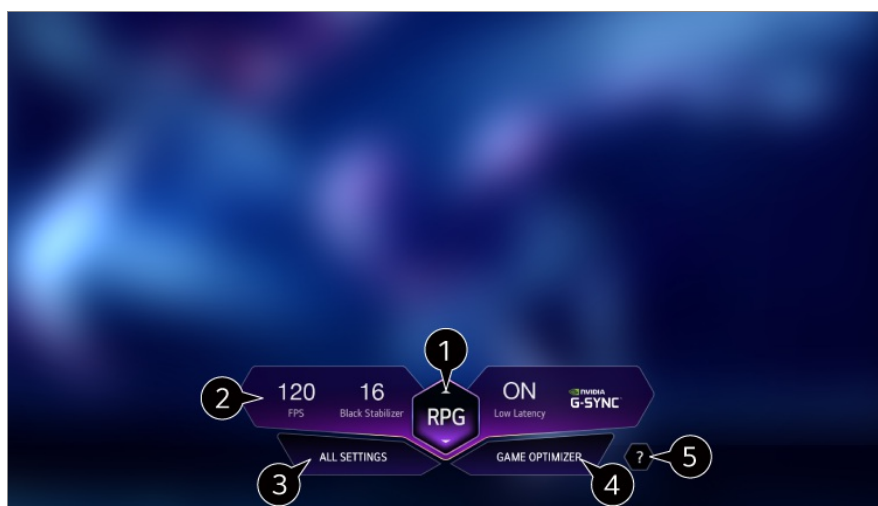 1
2
120
FPS
16
Black Stabilizer
RPG
ON
Low Latency
NVIDIA
G-SYNC
ALL SETTINGS
GAME OPTIMIZER
?
5
3
4